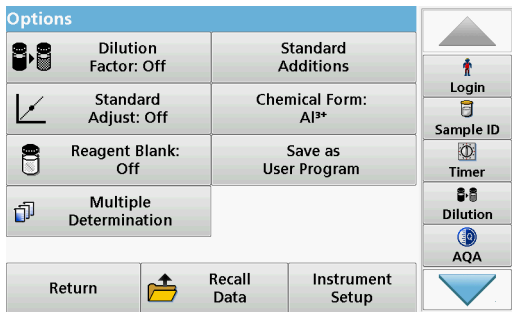 Options
Dilution
Factor: Off
Standard
Additions
Standard
Adjust: Off
Chemical Form:
Al³⁺
Reagent Blank:
Off
Save as
User Program
Multiple
Determination
Return
Recall
Data
Instrument
Setup
Login
Sample ID
Timer
Dilution
AQA